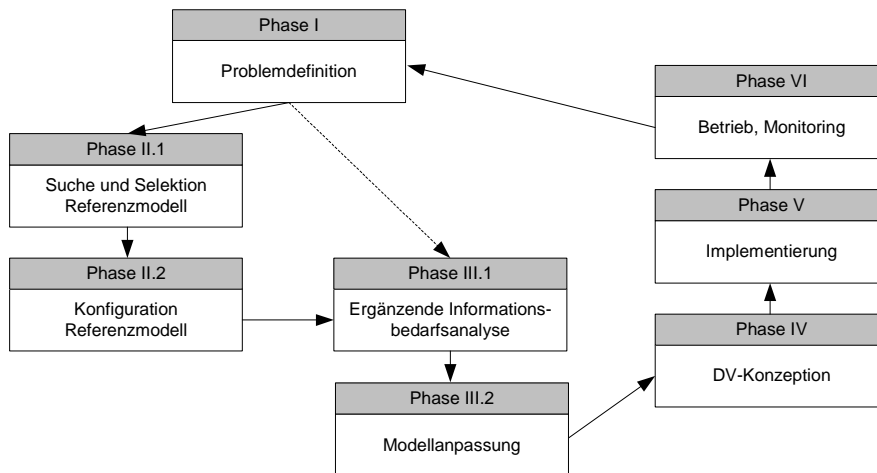 Phase I
Problemdefinition
Phase II.1
Suche und Selektion
Referenzmodell
Phase II.2
Konfiguration
Referenzmodell
Phase III.1
Ergänzende Informations-
bedarfsanalyse
Phase III.2
Modellanpassung
Phase IV
DV-Konzeption
Phase V
Implementierung
Phase VI
Betrieb, Monitoring